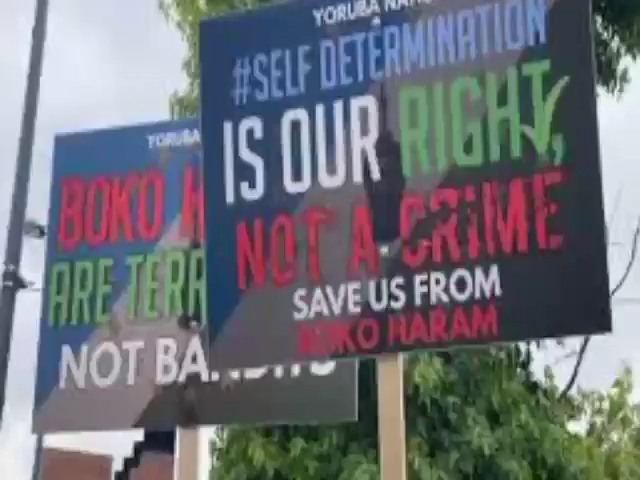 YORUBA
#SELF DETERMINATION
IS OUR RIGHT,
NOT A CRIME
SAVE US FROM
BOKO HARAM
YORUBA
BOKO H
ARE TERR
NOT BA